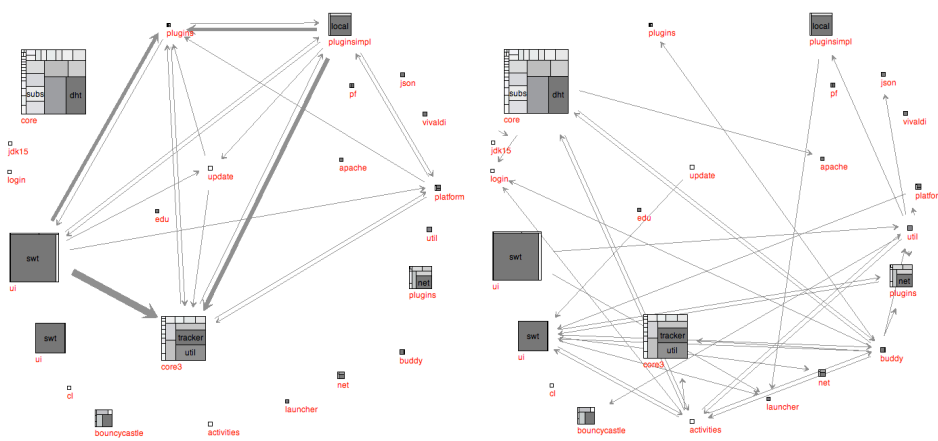 local
plugins
pluginsimpl
json
pf
subs
dht
core
vivaldi
jdk15
apache
login
update
platform
edu
util
swt
ui
net
plugins
swt
tracker
util
ui
core3
buddy
net
cl
launcher
bouncycastle
activities
local
plugins
pluginsimpl
json
pf
subs
dht
core
vivaldi
jdk15
apache
login
update
platform
edu
util
swt
ui
net
plugins
swt
tracker
util
ui
core3
buddy
net
cl
launcher
bouncycastle
activities